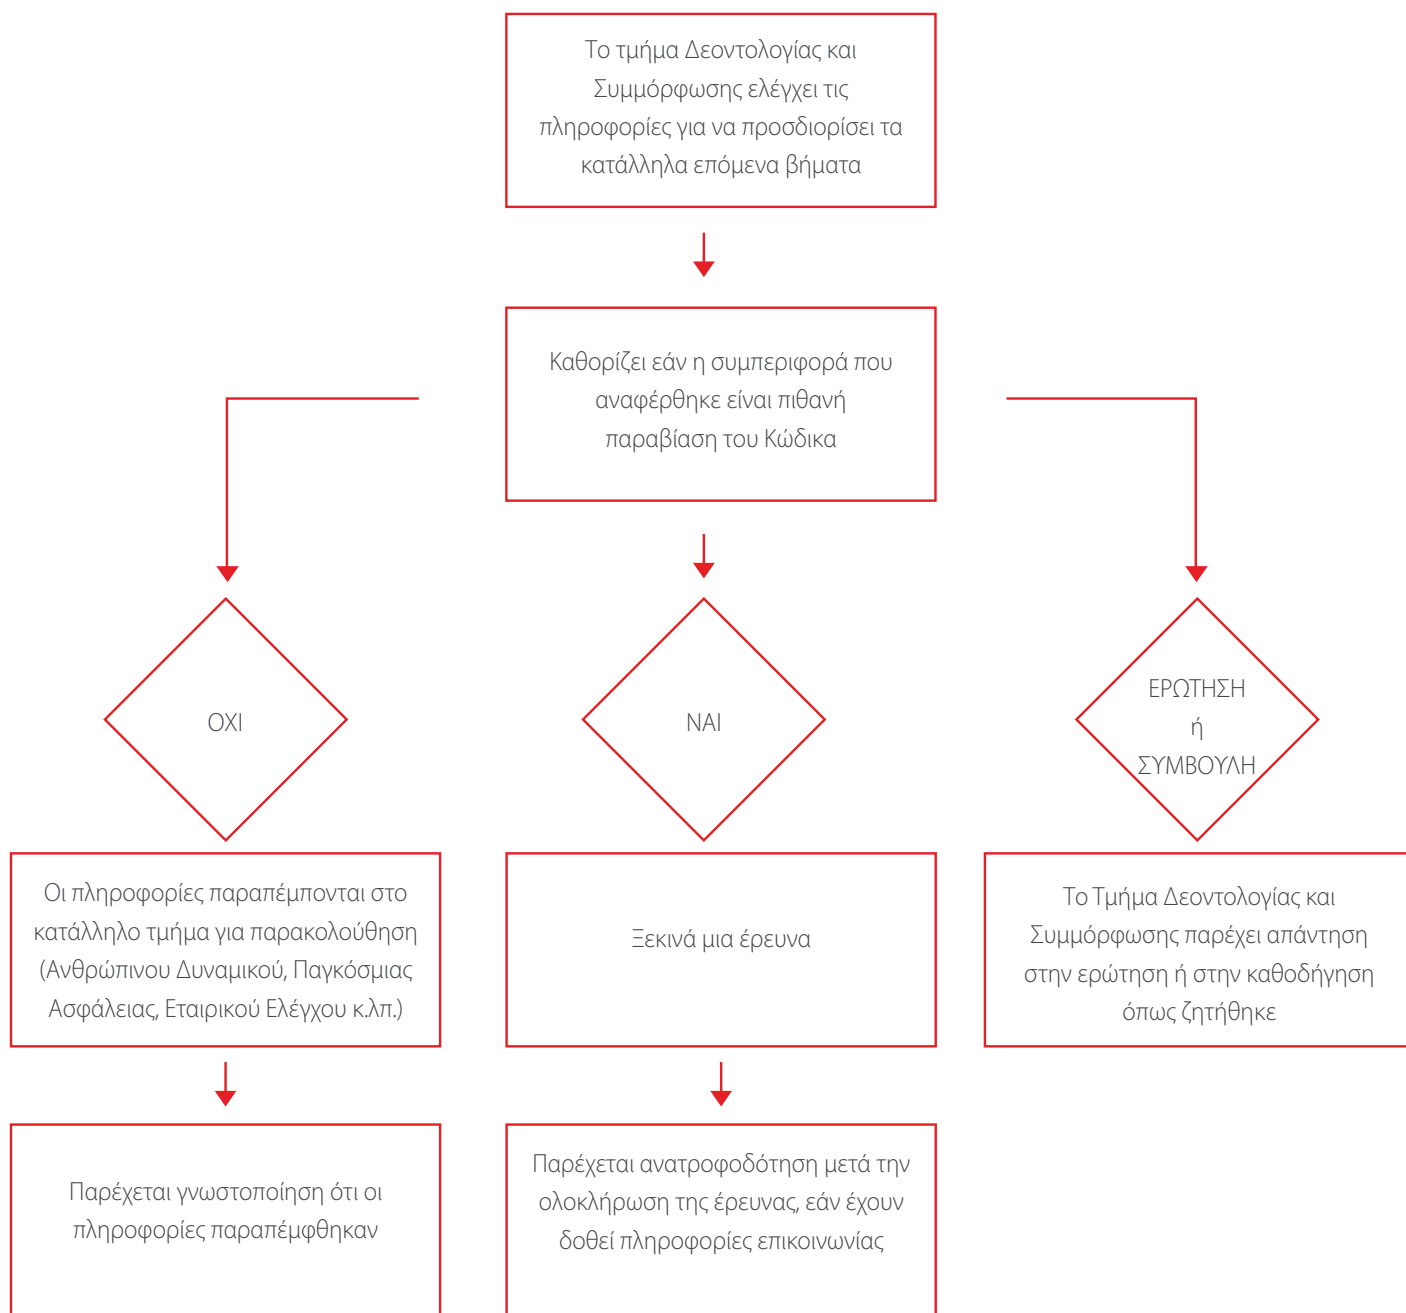 Το τμήμα Δεοντολογίας και
Συμμόρφωσης ελέγχει τις
πληροφορίες για να προσδιορίσει τα
κατάλληλα επόμενα βήματα
Καθορίζει εάν η συμπεριφορά που
αναφέρθηκε είναι πιθανή
παραβίαση του Κώδικα
ΟΧΙ
ΝΑΙ
ΕΡΩΤΗΣΗ
ή
ΣΥΜΒΟΥΛΗ
Οι πληροφορίες παραπέμπονται στο
κατάλληλο τμήμα για παρακολούθηση
(Ανθρώπινου Δυναμικού, Παγκόσμιας
Ασφάλειας, Εταιρικού Ελέγχου κ.λπ.)
Ξεκινά μια έρευνα
Το Τμήμα Δεοντολογίας και
Συμμόρφωσης παρέχει απάντηση
στην ερώτηση ή στην καθοδήγηση
όπως ζητήθηκε
Παρέχεται γνωστοποίηση ότι οι
πληροφορίες παραπέμφθηκαν
Παρέχεται ανατροφοδότηση μετά την
ολοκλήρωση της έρευνας, εάν έχουν
δοθεί πληροφορίες επικοινωνίας